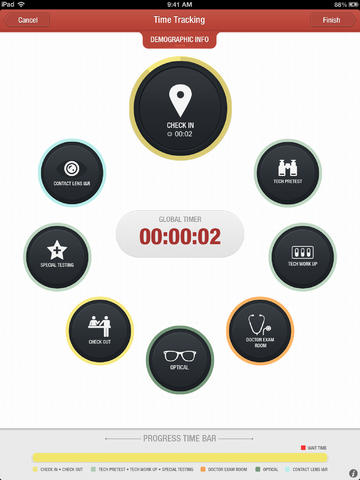 iPad 9:41 AM 88%
Cancel Time Tracking Finish
DEMOGRAPHIC INFO
CHECK IN
00:02
CONTACT LENS I&R
TECH PRETEST
GLOBAL TIMER
00:00:02
SPECIAL TESTING
TECH WORK UP
CHECK OUT
DOCTOR EXAM
ROOM
OPTICAL
PROGRESS TIME BAR
WAIT TIME
CHECK IN + CHECK OUT TECH PRETEST + TECH WORK UP + SPECIAL TESTING DOCTOR EXAM ROOM OPTICAL CONTACT LENS I&R